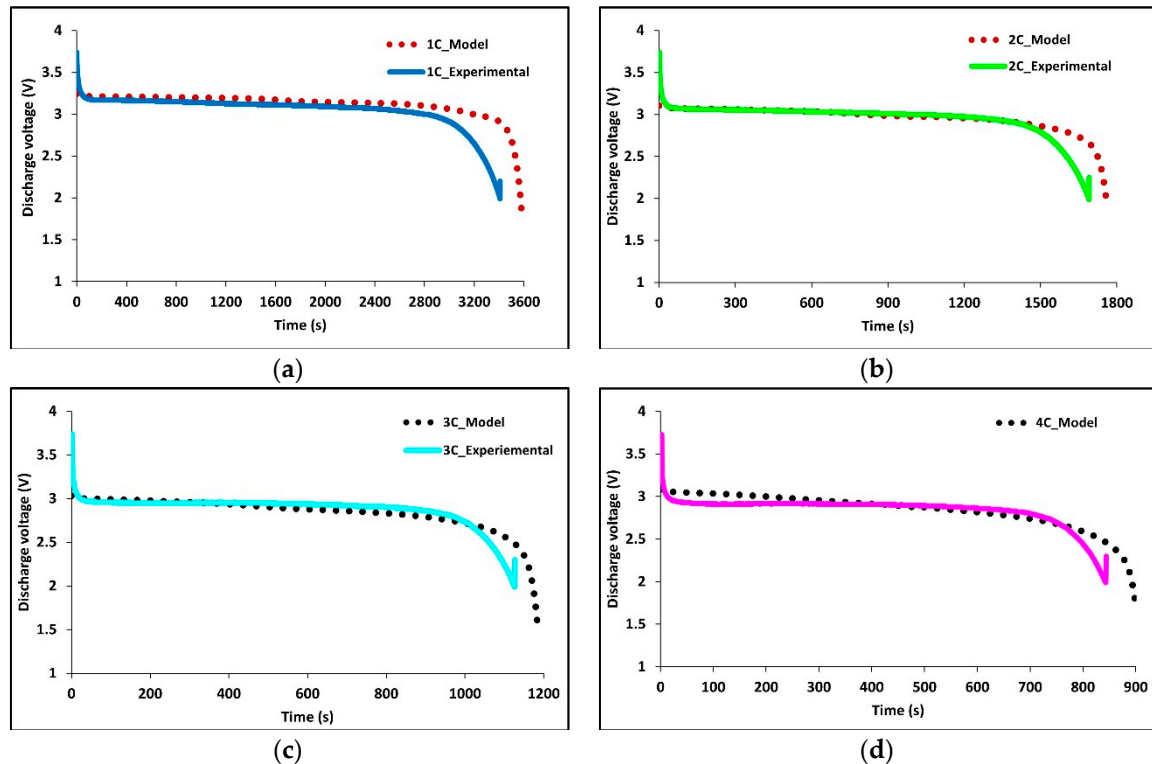 4
3.5
3
2.5
2
1.5
1
Discharge voltage (V)
1C_Model
1C_Experimental
0 400 800 1200 1600 2000 2400 2800 3200 3600
Time (s)
(a)
4
3.5
3
2.5
2
1.5
1
Discharge voltage (V)
2C_Model
2C_Experimental
0 300 600 900 1200 1500 1800
Time (s)
(b)
4
3.5
3
2.5
2
1.5
1
Discharge voltage (V)
3C_Model
3C_Experiemental
0 200 400 600 800 1000 1200
Time (s)
(c)
4
3.5
3
2.5
2
1.5
1
Discharge voltage (V)
4C_Model
0 100 200 300 400 500 600 700 800 900
Time (s)
(d)